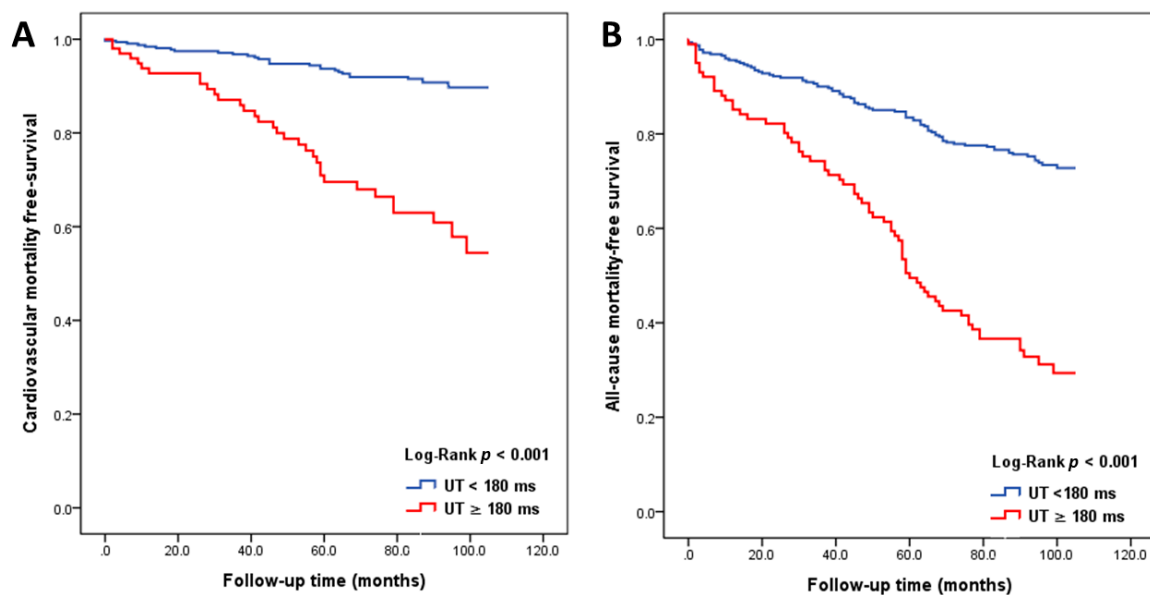 A
Cardiovascular mortality free-survival
1.0
0.8
0.6
0.4
0.2
0.0
Log-Rank p < 0.001
UT < 180 ms
UT ≥ 180 ms
.0 20.0 40.0 60.0 80.0 100.0 120.0
Follow-up time (months)
B
All-cause mortality-free survival
1.0
0.8
0.6
0.4
0.2
0.0
Log-Rank p < 0.001
UT <180 ms
UT ≥ 180 ms
.0 20.0 40.0 60.0 80.0 100.0 120.0
Follow-up time (months)